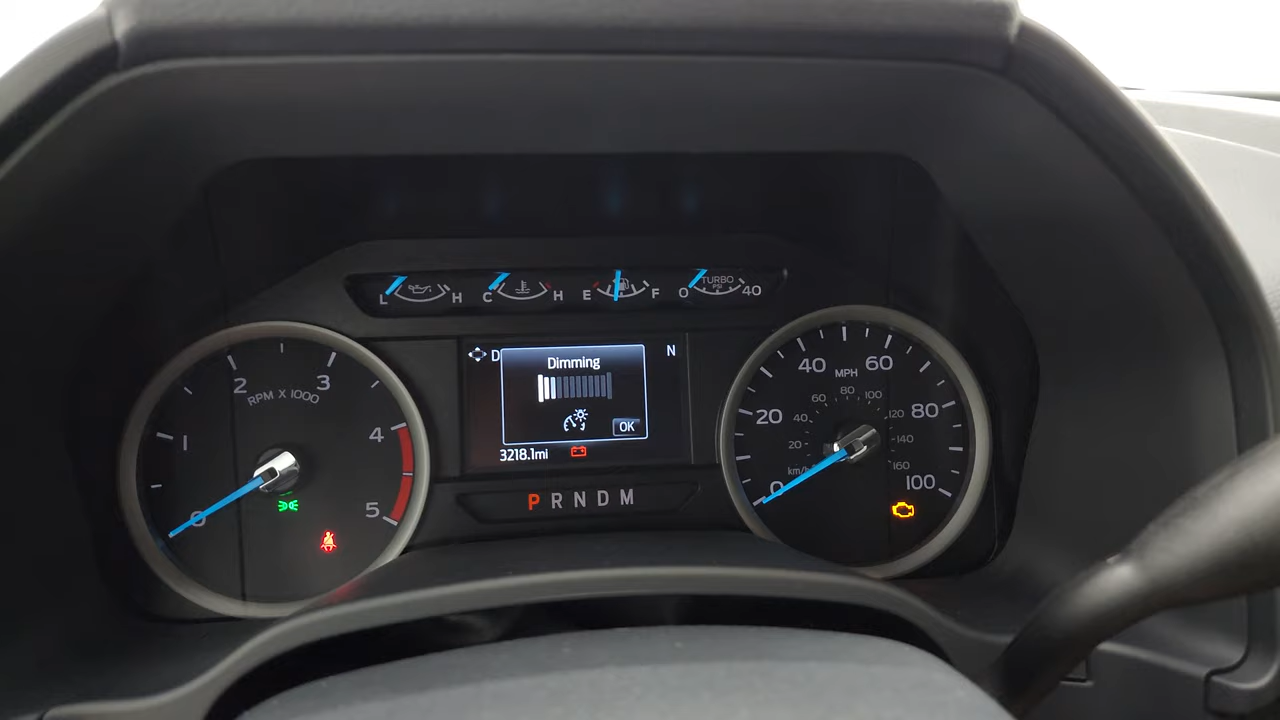 L H C H E F 0 TURBO 40
PSI
D N
Dimming
OK
3218.1mi
P R N D M
0 1 2 3 4 5
RPM X 1000
0 20 40 60 80 100
MPH
20 40 60 80 100 120 140 160
km/h